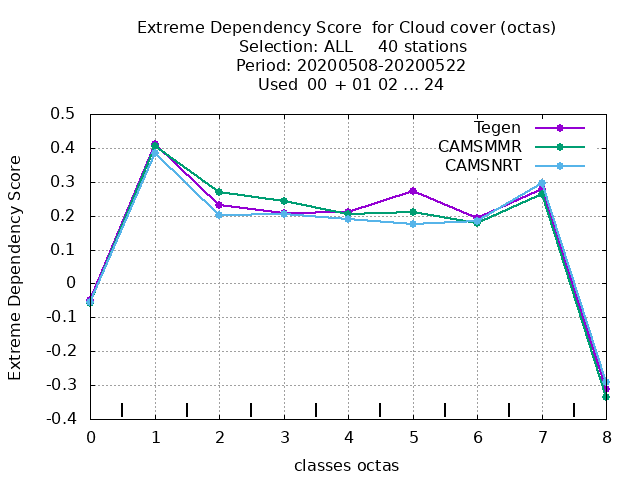 Extreme Dependency Score  for Cloud cover (octas)
Selection: ALL     40 stations
Period: 20200508-20200522
Used  00  + 01 02 ... 24
0.5
0.4
0.3
0.2
0.1
0
-0.1
-0.2
-0.3
-0.4
Extreme Dependency Score
Tegen
CAMSMMR
CAMSNRT
0 1 2 3 4 5 6 7 8
classes octas